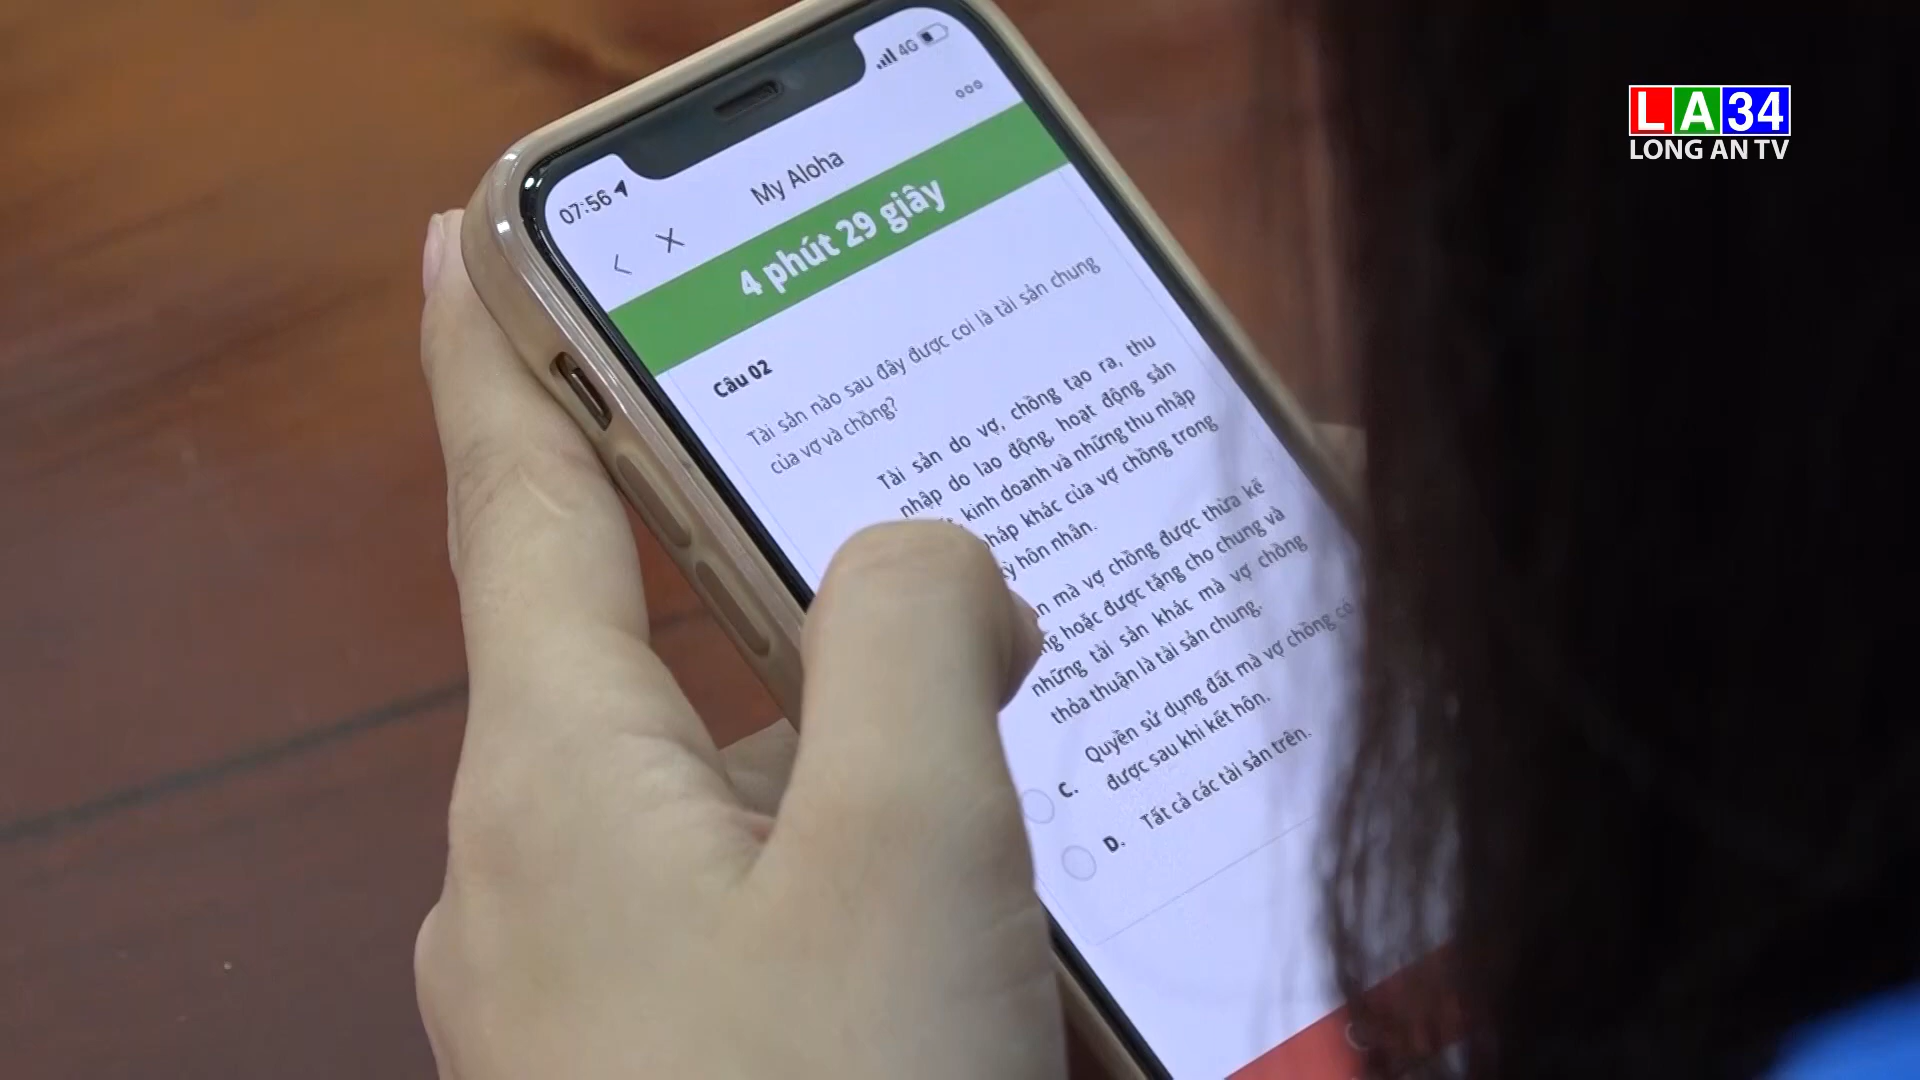 LA34
LONG AN TV
07:56
4G
My Aloha
4 phút 29 giây
Câu 02
Tài sản nào sau đây được coi là tài sản chung
của vợ và chồng?
Tài sản do vợ, chồng tạo ra, thu
nhập do lao động, hoạt động sản
kinh doanh và những thu nhập
khác của vợ chồng trong
hôn nhân.
mà vợ chồng được thừa kế
hoặc được tặng cho chung và
những tài sản khác mà vợ chồng
thỏa thuận là tài sản chung.
C. Quyền sử dụng đất mà vợ chồng có
được sau khi kết hôn.
D. Tất cả các tài sản trên.